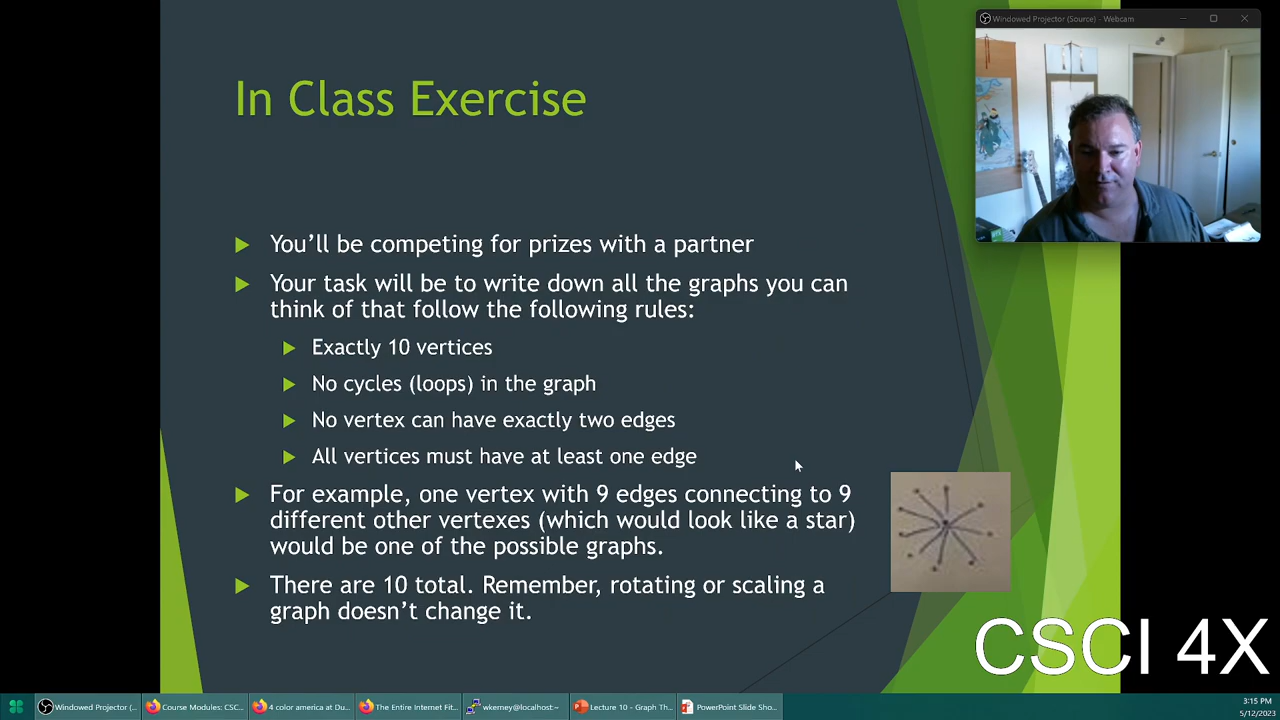 Windowed Projector (Source) - Webcam
In Class Exercise
You'll be competing for prizes with a partner
Your task will be to write down all the graphs you can
think of that follow the following rules:
Exactly 10 vertices
No cycles (loops) in the graph
No vertex can have exactly two edges
All vertices must have at least one edge
For example, one vertex with 9 edges connecting to 9
different other vertexes (which would look like a star)
would be one of the possible graphs.
There are 10 total. Remember, rotating or scaling a
graph doesn't change it.
CSCI 4X
Windowed Projector (...
Course Modules: CSC...
4 color america at Du...
The Entire Internet Fit...
wkerney@localhost:~
Lecture 10 - Graph Th...
PowerPoint Slide Sho...
3:15 PM
5/12/2023